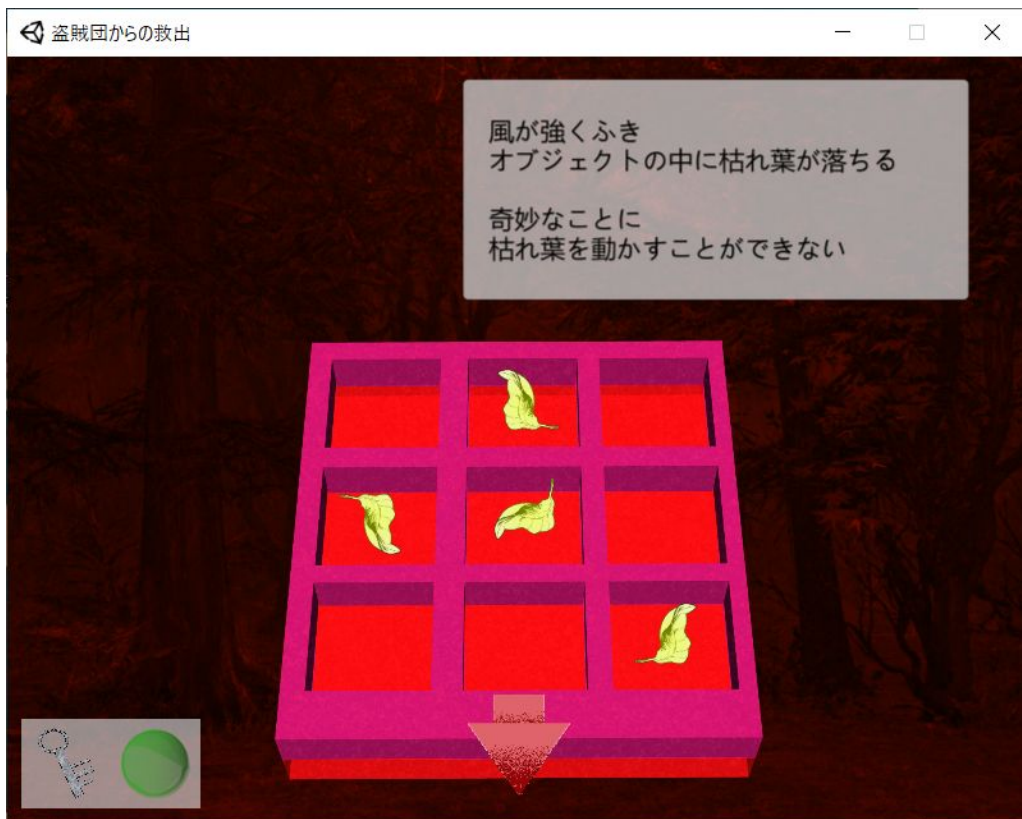 盗賊団からの救出
風が強くふき
オブジェクトの中に枯れ葉が落ちる
奇妙なことに
枯れ葉を動かすことができない